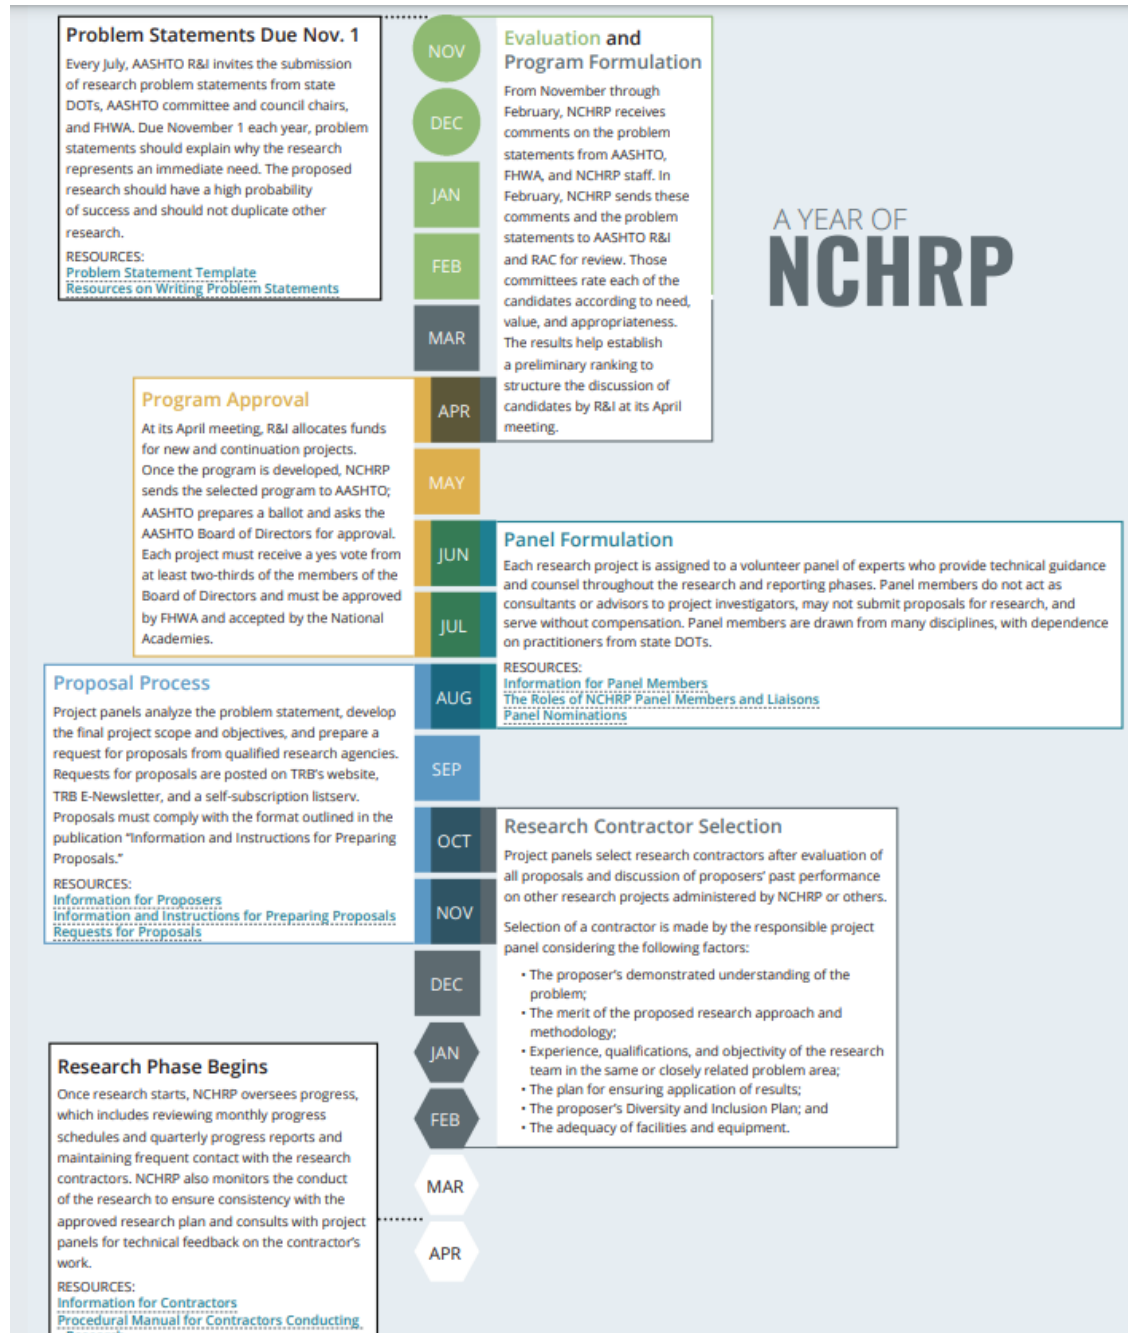 Problem Statements Due Nov. 1
Every July, AASHTO R&I invites the submission
of research problem statements from state
DOTs, AASHTO committee and council chairs,
and FHWA. Due November 1 each year, problem
statements should explain why the research
represents an immediate need. The proposed
research should have a high probability
of success and should not duplicate other
research.
RESOURCES:
Problem Statement Template
Resources on Writing Problem Statements
NOV
DEC
JAN
FEB
MAR
APR
MAY
JUN
JUL
AUG
SEP
OCT
NOV
DEC
JAN
FEB
MAR
APR
Evaluation and
Program Formulation
From November through
February, NCHRP receives
comments on the problem
statements from AASHTO,
FHWA, and NCHRP staff. In
February, NCHRP sends these
comments and the problem
statements to AASHTO R&I
and RAC for review. Those
committees rate each of the
candidates according to need,
value, and appropriateness.
The results help establish
a preliminary ranking to
structure the discussion of
candidates by R&I at its April
meeting.
A YEAR OF
NCHRP
Program Approval
At its April meeting, R&I allocates funds
for new and continuation projects.
Once the program is developed, NCHRP
sends the selected program to AASHTO;
AASHTO prepares a ballot and asks the
AASHTO Board of Directors for approval.
Each project must receive a yes vote from
at least two-thirds of the members of the
Board of Directors and must be approved
by FHWA and accepted by the National
Academies.
Panel Formulation
Each research project is assigned to a volunteer panel of experts who provide technical guidance
and counsel throughout the research and reporting phases. Panel members do not act as
consultants or advisors to project investigators, may not submit proposals for research, and
serve without compensation. Panel members are drawn from many disciplines, with dependence
on practitioners from state DOTs.
RESOURCES:
Information for Panel Members
The Roles of NCHRP Panel Members and Liaisons
Panel Nominations
Proposal Process
Project panels analyze the problem statement, develop
the final project scope and objectives, and prepare a
request for proposals from qualified research agencies.
Requests for proposals are posted on TRB's website,
TRB E-Newsletter, and a self-subscription listserv.
Proposals must comply with the format outlined in the
publication "Information and Instructions for Preparing
Proposals."
RESOURCES:
Information for Proposers
Information and Instructions for Preparing Proposals
Requests for Proposals
Research Contractor Selection
Project panels select research contractors after evaluation of
all proposals and discussion of proposers' past performance
on other research projects administered by NCHRP or others.
Selection of a contractor is made by the responsible project
panel considering the following factors:
• The proposer's demonstrated understanding of the
problem;
• The merit of the proposed research approach and
methodology;
• Experience, qualifications, and objectivity of the research
team in the same or closely related problem area;
• The plan for ensuring application of results;
• The proposer's Diversity and Inclusion Plan; and
• The adequacy of facilities and equipment.
Research Phase Begins
Once research starts, NCHRP oversees progress,
which includes reviewing monthly progress
schedules and quarterly progress reports and
maintaining frequent contact with the research
contractors. NCHRP also monitors the conduct
of the research to ensure consistency with the
approved research plan and consults with project
panels for technical feedback on the contractor's
work.
RESOURCES:
Information for Contractors
Procedural Manual for Contractors Conducting